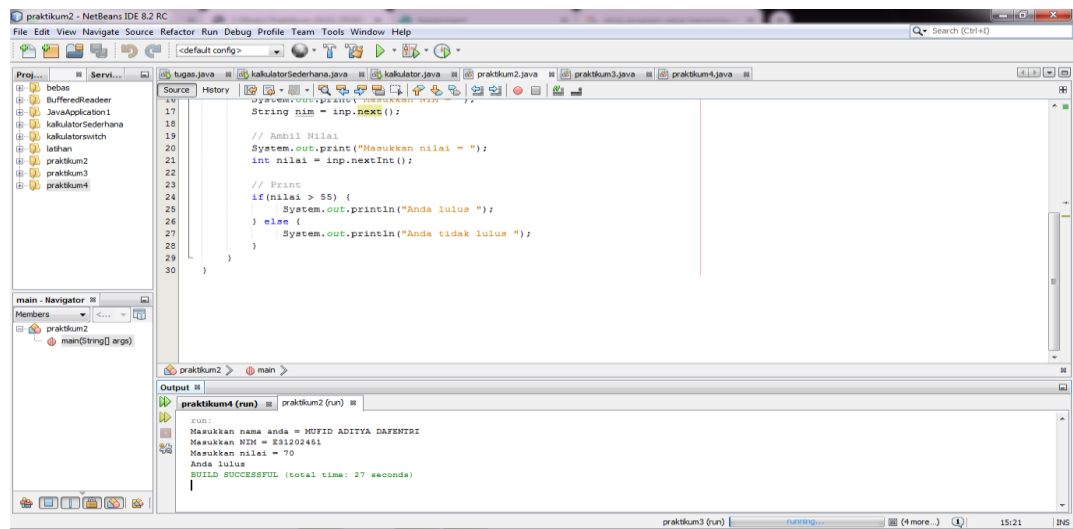 praktikum2 - NetBeans IDE 8.2 RC
File Edit View Navigate Source Refactor Run Debug Profile Team Tools Window Help
Search (Ctrl+I)
<default config>
Proj... Servi...
tugas.java kalkulatorSederhana.java kalkulator.java praktikum2.java praktikum3.java praktikum4.java
Source History
bebas
BufferedReadeer
JavaApplication1
kalkulatorSederhana
kalkulatorswitch
latihan
praktikum2
praktikum3
praktikum4
16 System.out.print("Masukkan NIM = ");
17 String nim = inp.next();
18
19 // Ambil Nilai
20 System.out.print("Masukkan nilai = ");
21 int nilai = inp.nextInt();
22
23 // Print
24 if(nilai > 55) {
25 System.out.println("Anda lulus ");
26 } else {
27 System.out.println("Anda tidak lulus ");
28 }
29 }
30 }
main - Navigator
Members <...
praktikum2
main(String[] args)
praktikum2 main
Output
praktikum4 (run) praktikum2 (run)
run:
Masukkan nama anda = MUFID ADITYA DAFENTRI
Masukkan NIM = E31202451
Masukkan nilai = 70
Anda lulus
BUILD SUCCESSFUL (total time: 27 seconds)
praktikum3 (run) running... (4 more...) 1 15:21 INS